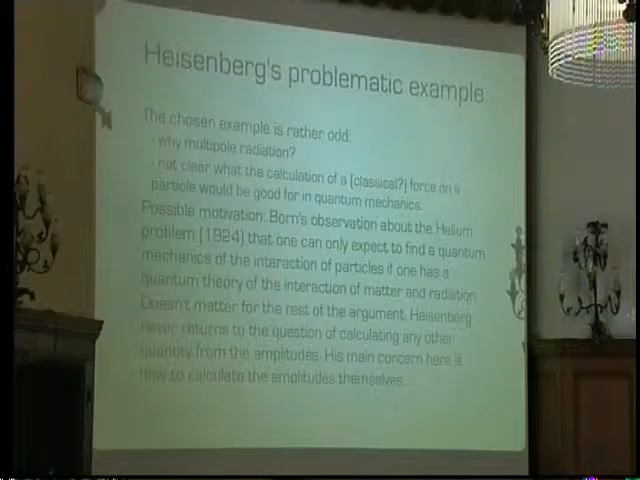 Heisenberg's problematic example
The chosen example is rather odd:
- why multipole radiation?
- not clear what the calculation of a (classical?) force on a
particle would be good for in quantum mechanics.
Possible motivation: Born's observation about the Helium
problem (1924) that one can only expect to find a quantum
mechanics of the interaction of particles if one has a
quantum theory of the interaction of matter and radiation.
Doesn't matter for the rest of the argument. Heisenberg
never returns to the question of calculating any other
quantity from the amplitudes. His main concern here is
how to calculate the amplitudes themselves.